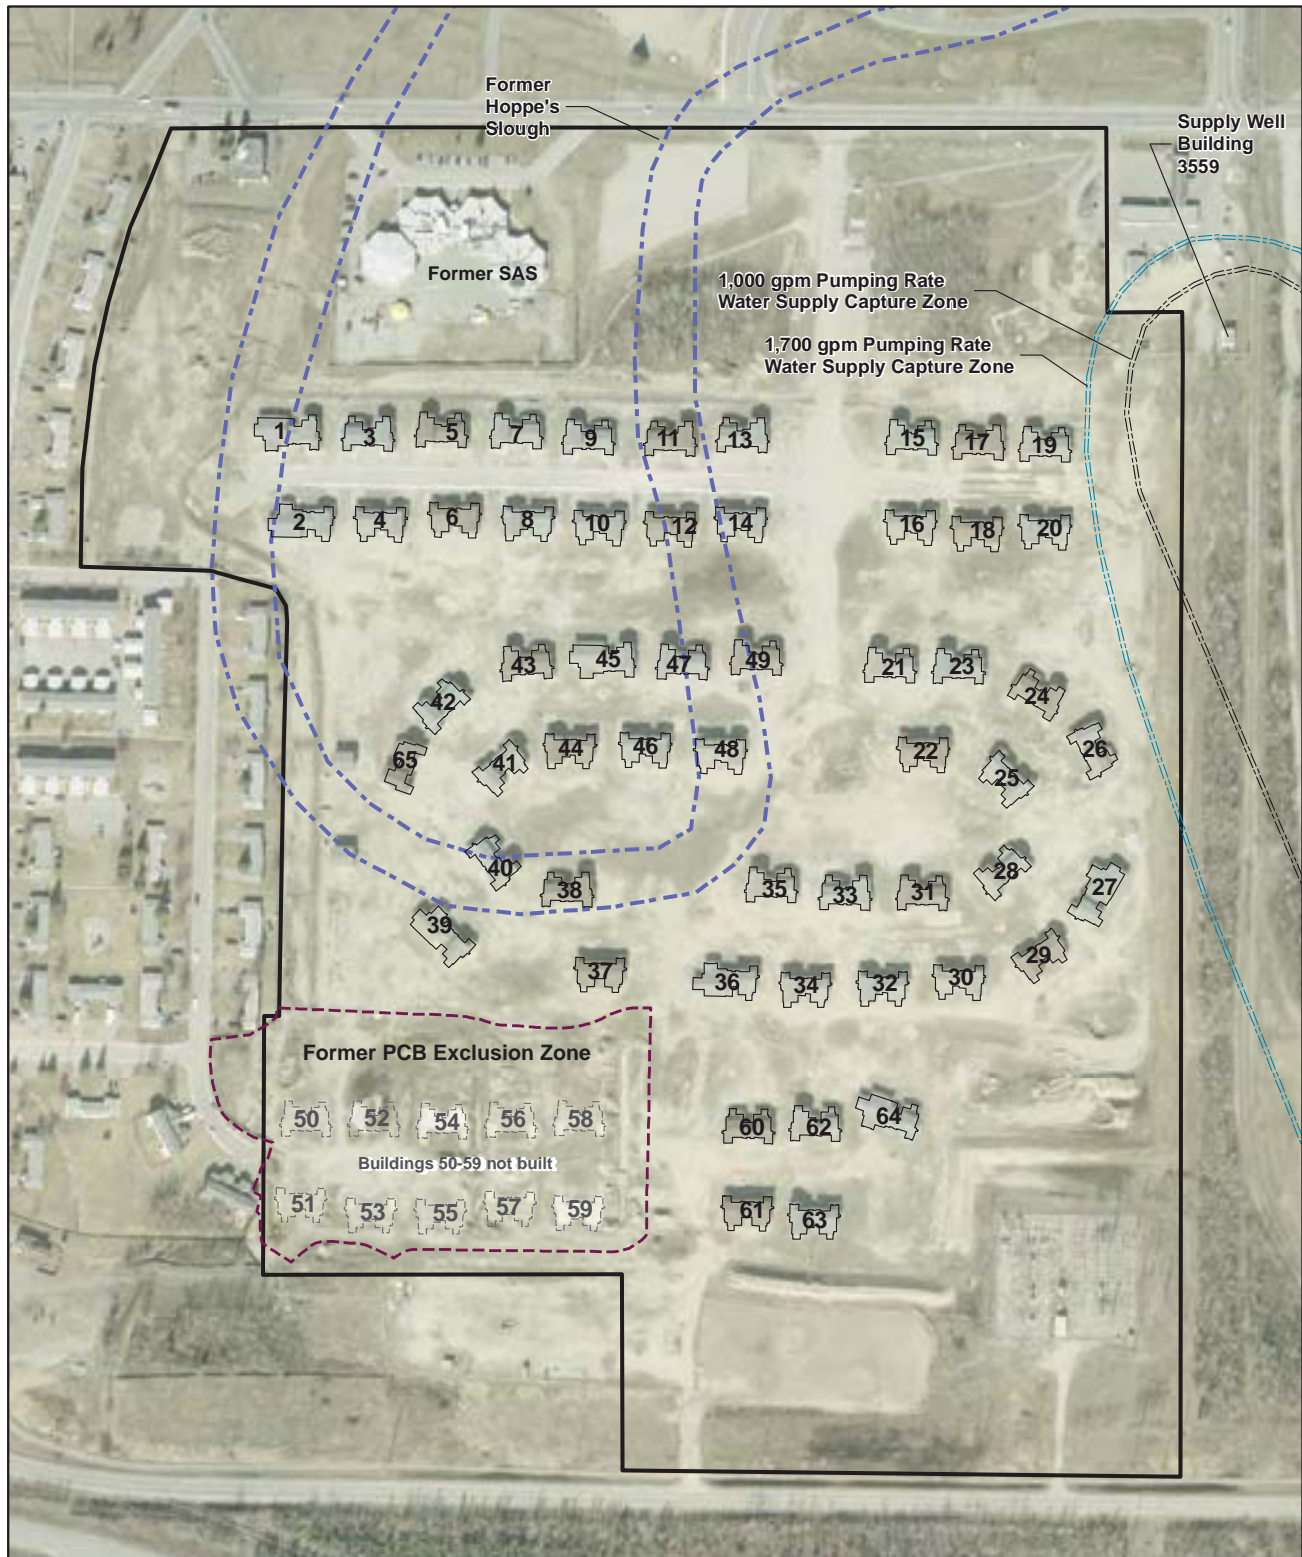 Former
Hoppe's
Slough
Supply Well
Building
3559
Former SAS
1,000 gpm Pumping Rate
Water Supply Capture Zone
1,700 gpm Pumping Rate
Water Supply Capture Zone
1 3 5 7 9 11 13 15 17 19
2 4 6 8 10 12 14 16 18 20
43 45 47 49 21 23 24
42
65 41 44 46 48 22 25 26
40 38 35 33 31 28 27
39
37 36 34 32 30 29
Former PCB Exclusion Zone
50 52 54 56 58 60 62 64
Buildings 50-59 not built
51 53 55 57 59 61 63